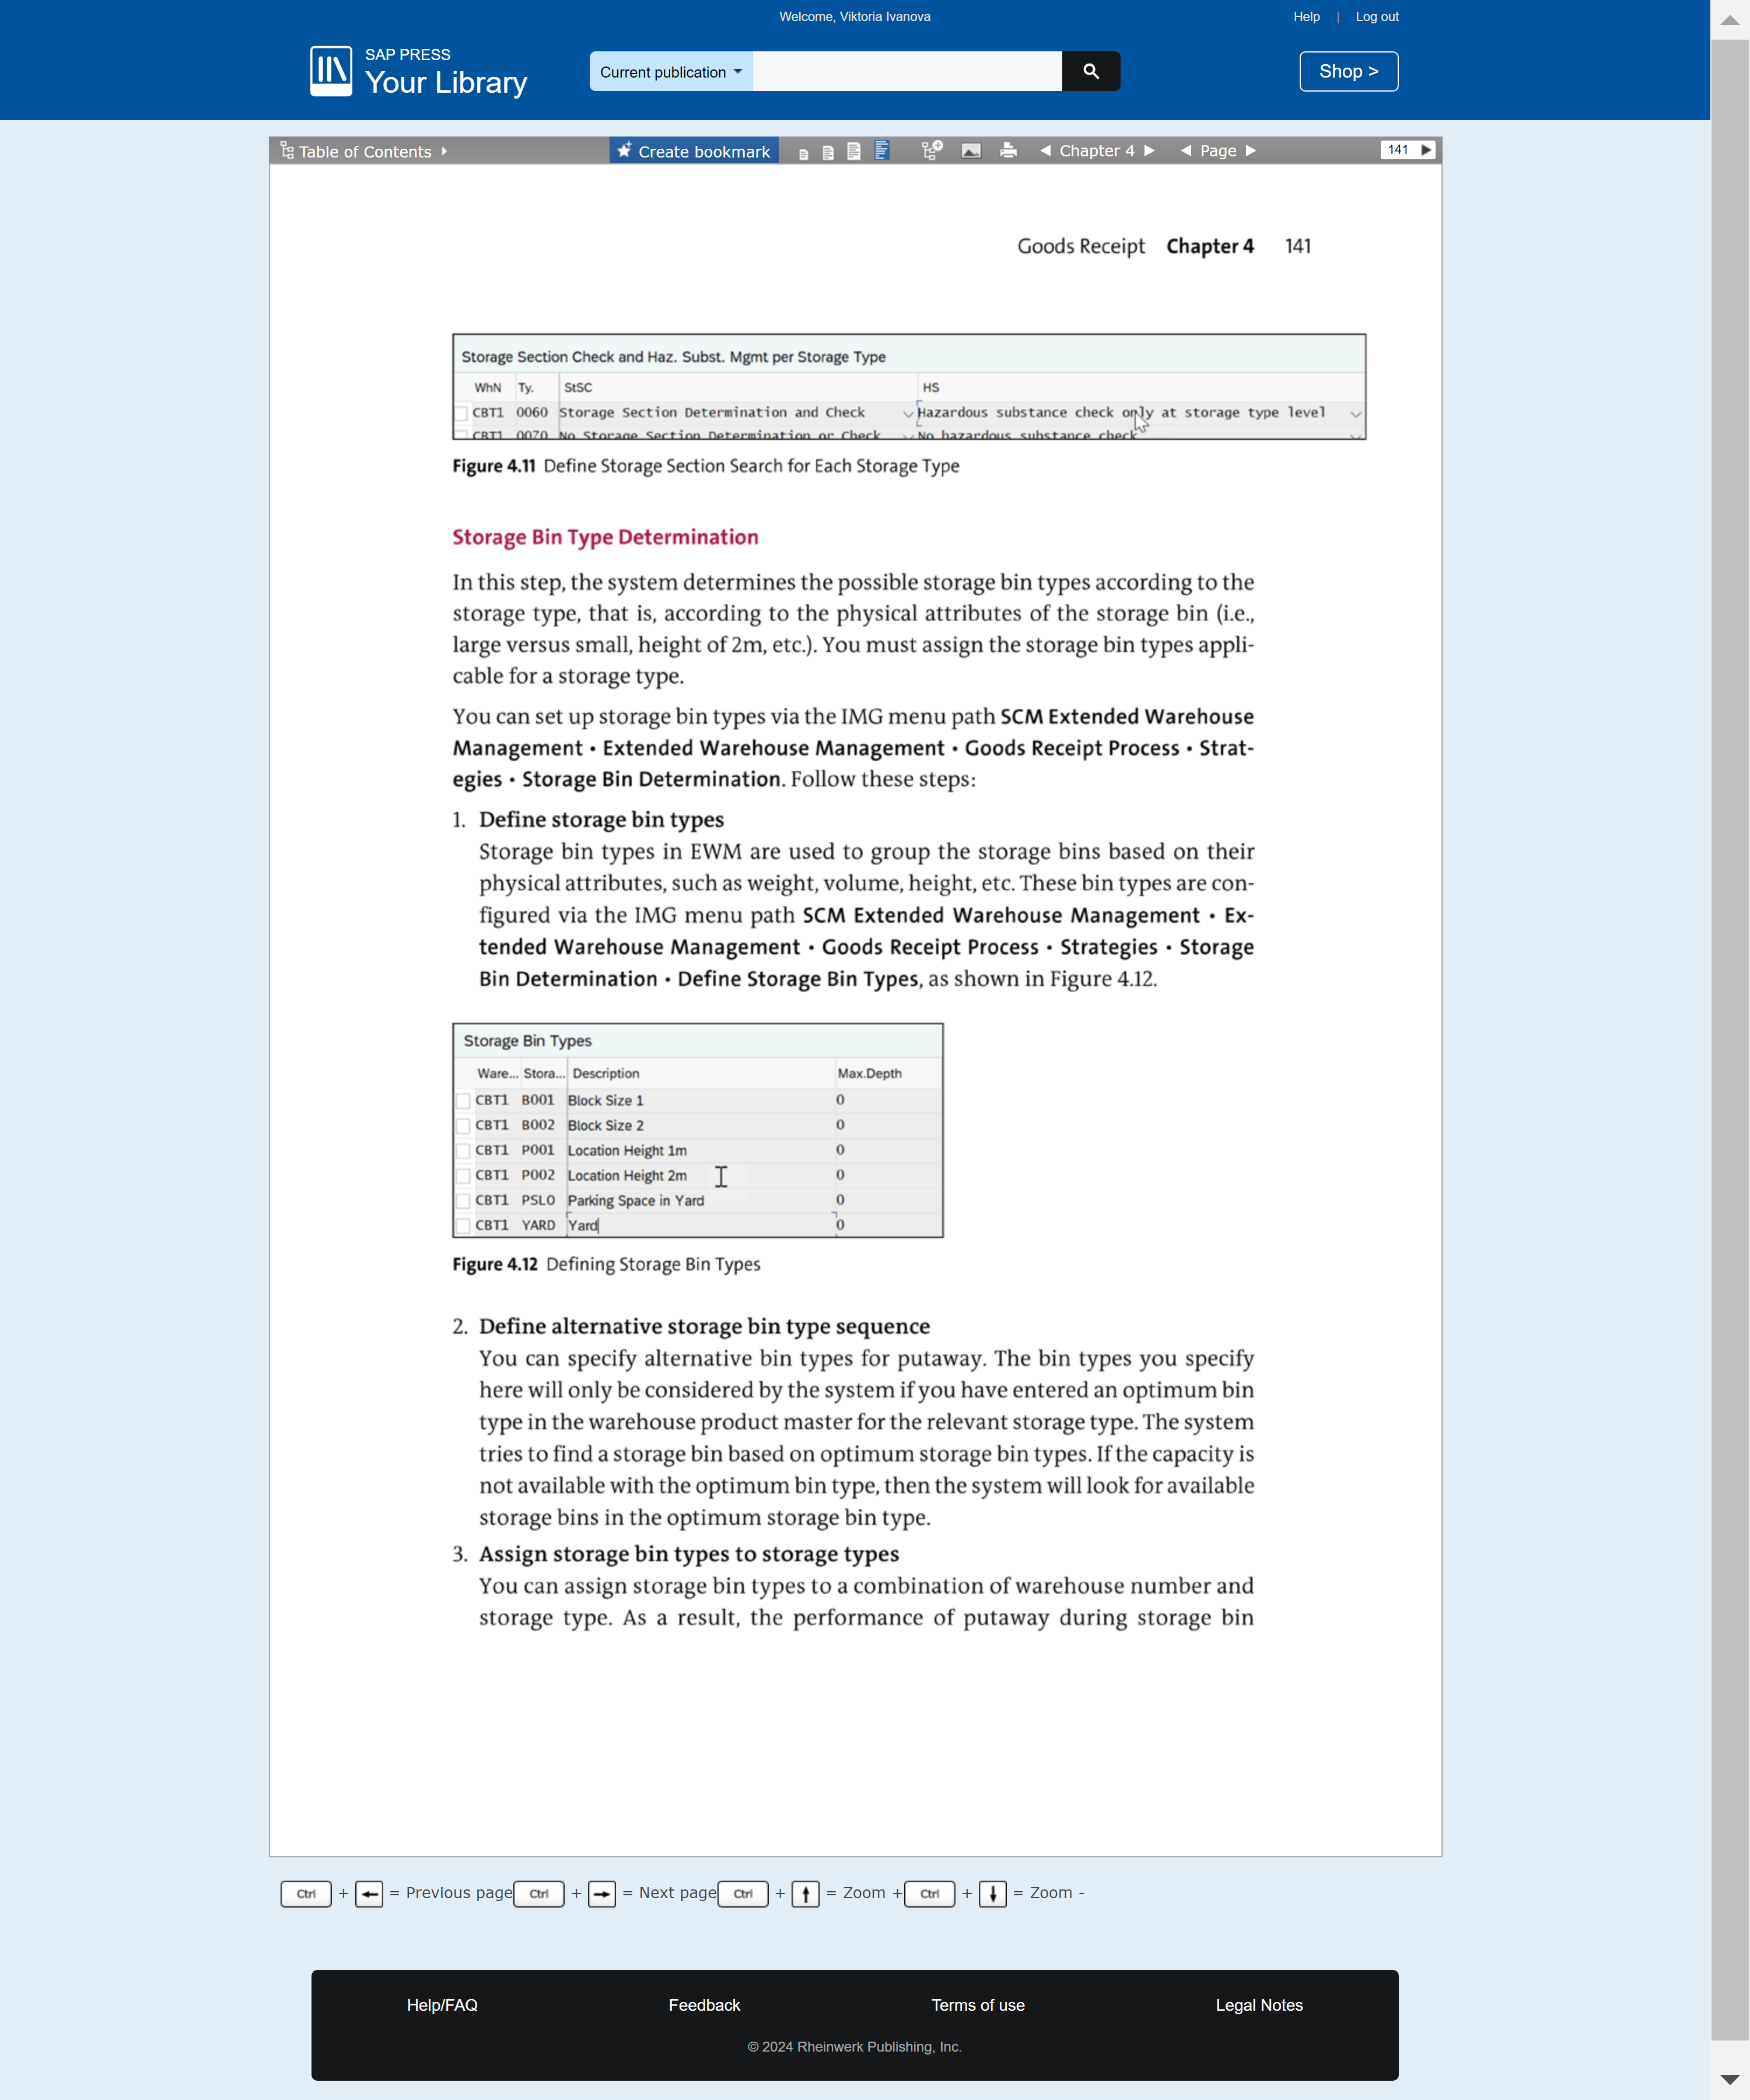 Welcome, Viktoria Ivanova
Help | Log out
SAP PRESS
Your Library
Current publication
Shop >
Table of Contents
Create bookmark
Chapter 4
Page
141
Goods Receipt Chapter 4 141
Storage Section Check and Haz. Subst. Mgmt per Storage Type
WhN Ty. StSC HS
CBT1 0060 Storage Section Determination and Check Hazardous substance check only at storage type level
CBT1 0070 No Storage Section Determination or Check No hazardous substance check
Figure 4.11 Define Storage Section Search for Each Storage Type
Storage Bin Type Determination
In this step, the system determines the possible storage bin types according to the
storage type, that is, according to the physical attributes of the storage bin (i.e.,
large versus small, height of 2m, etc.). You must assign the storage bin types appli-
cable for a storage type.
You can set up storage bin types via the IMG menu path SCM Extended Warehouse
Management • Extended Warehouse Management • Goods Receipt Process • Strat-
egies • Storage Bin Determination. Follow these steps:
1. Define storage bin types
Storage bin types in EWM are used to group the storage bins based on their
physical attributes, such as weight, volume, height, etc. These bin types are con-
figured via the IMG menu path SCM Extended Warehouse Management • Ex-
tended Warehouse Management • Goods Receipt Process • Strategies • Storage
Bin Determination • Define Storage Bin Types, as shown in Figure 4.12.
Storage Bin Types
Ware... Stora... Description Max.Depth
CBT1 B001 Block Size 1 0
CBT1 B002 Block Size 2 0
CBT1 P001 Location Height 1m 0
CBT1 P002 Location Height 2m 0
CBT1 PSLO Parking Space in Yard 0
CBT1 YARD Yard 0
Figure 4.12 Defining Storage Bin Types
2. Define alternative storage bin type sequence
You can specify alternative bin types for putaway. The bin types you specify
here will only be considered by the system if you have entered an optimum bin
type in the warehouse product master for the relevant storage type. The system
tries to find a storage bin based on optimum storage bin types. If the capacity is
not available with the optimum bin type, then the system will look for available
storage bins in the optimum storage bin type.
3. Assign storage bin types to storage types
You can assign storage bin types to a combination of warehouse number and
storage type. As a result, the performance of putaway during storage bin
Ctrl + ← = Previous page Ctrl + → = Next page Ctrl + ↑ = Zoom + Ctrl + ↓ = Zoom -
Help/FAQ Feedback Terms of use Legal Notes
© 2024 Rheinwerk Publishing, Inc.